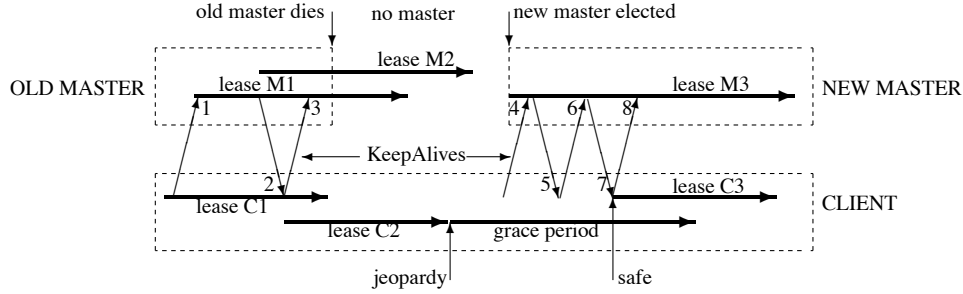 old master dies
no master
new master elected
lease M2
OLD MASTER
lease M1
lease M3
NEW MASTER
1
3
4
6
8
KeepAlives
2
5
7
lease C1
lease C3
CLIENT
lease C2
grace period
jeopardy
safe